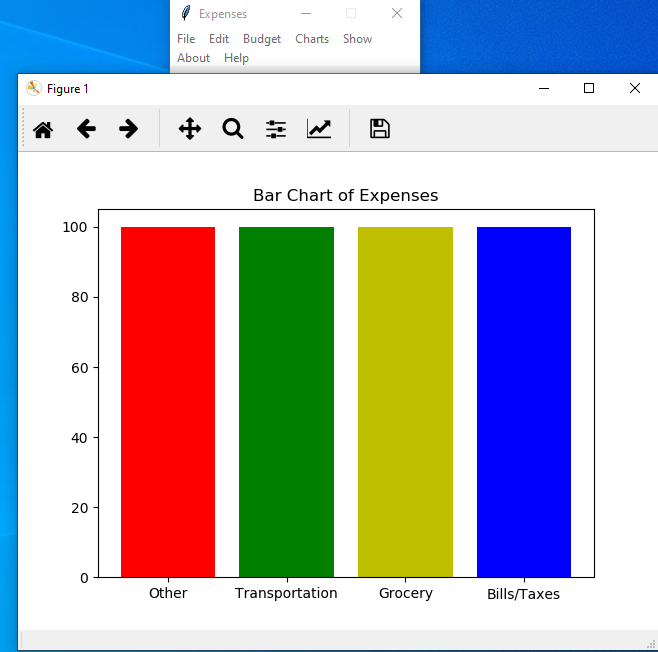 Expenses
File Edit Budget Charts Show
About Help
Figure 1
Bar Chart of Expenses
100
80
60
40
20
0
Other Transportation Grocery Bills/Taxes